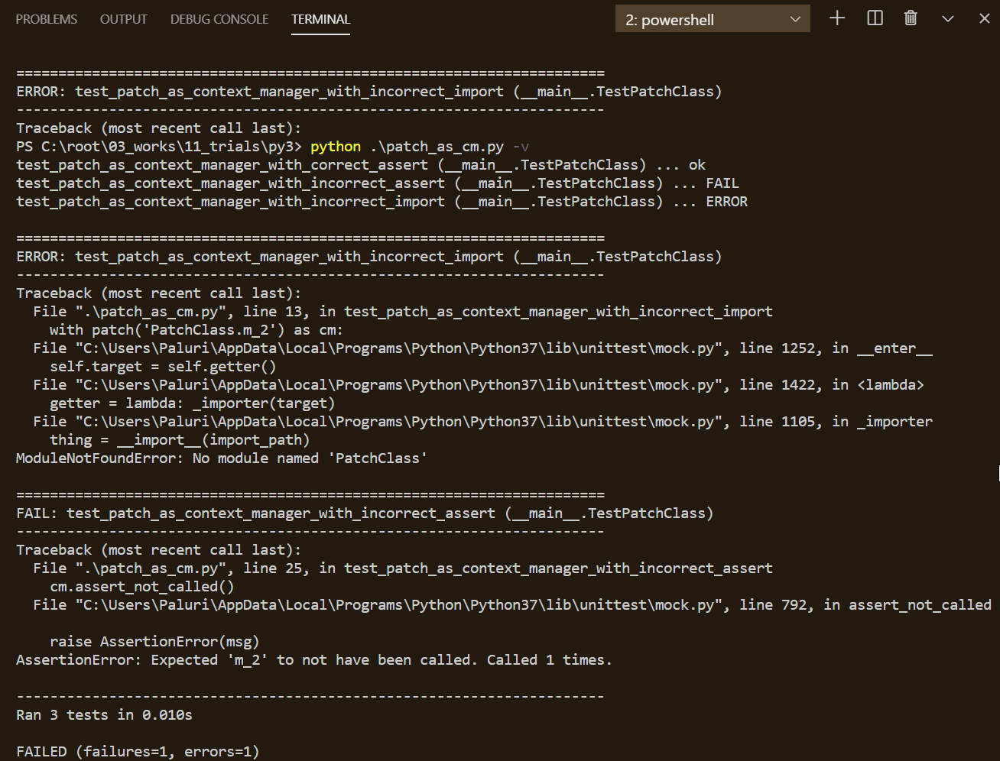 PROBLEMS OUTPUT DEBUG CONSOLE TERMINAL 2: powershell
======================================================================
ERROR: test_patch_as_context_manager_with_incorrect_import (__main__.TestPatchClass)
----------------------------------------------------------------------
Traceback (most recent call last):
PS C:\root\03_works\11_trials\py3> python .\patch_as_cm.py -v
test_patch_as_context_manager_with_correct_assert (__main__.TestPatchClass) ... ok
test_patch_as_context_manager_with_incorrect_assert (__main__.TestPatchClass) ... FAIL
test_patch_as_context_manager_with_incorrect_import (__main__.TestPatchClass) ... ERROR
======================================================================
ERROR: test_patch_as_context_manager_with_incorrect_import (__main__.TestPatchClass)
----------------------------------------------------------------------
Traceback (most recent call last):
  File ".\patch_as_cm.py", line 13, in test_patch_as_context_manager_with_incorrect_import
    with patch('PatchClass.m_2') as cm:
  File "C:\Users\Paluri\AppData\Local\Programs\Python\Python37\lib\unittest\mock.py", line 1252, in __enter__
    self.target = self.getter()
  File "C:\Users\Paluri\AppData\Local\Programs\Python\Python37\lib\unittest\mock.py", line 1422, in <lambda>
    getter = lambda: _importer(target)
  File "C:\Users\Paluri\AppData\Local\Programs\Python\Python37\lib\unittest\mock.py", line 1105, in _importer
    thing = __import__(import_path)
ModuleNotFoundError: No module named 'PatchClass'
======================================================================
FAIL: test_patch_as_context_manager_with_incorrect_assert (__main__.TestPatchClass)
----------------------------------------------------------------------
Traceback (most recent call last):
  File ".\patch_as_cm.py", line 25, in test_patch_as_context_manager_with_incorrect_assert
    cm.assert_not_called()
  File "C:\Users\Paluri\AppData\Local\Programs\Python\Python37\lib\unittest\mock.py", line 792, in assert_not_called
    raise AssertionError(msg)
AssertionError: Expected 'm_2' to not have been called. Called 1 times.
----------------------------------------------------------------------
Ran 3 tests in 0.010s
FAILED (failures=1, errors=1)